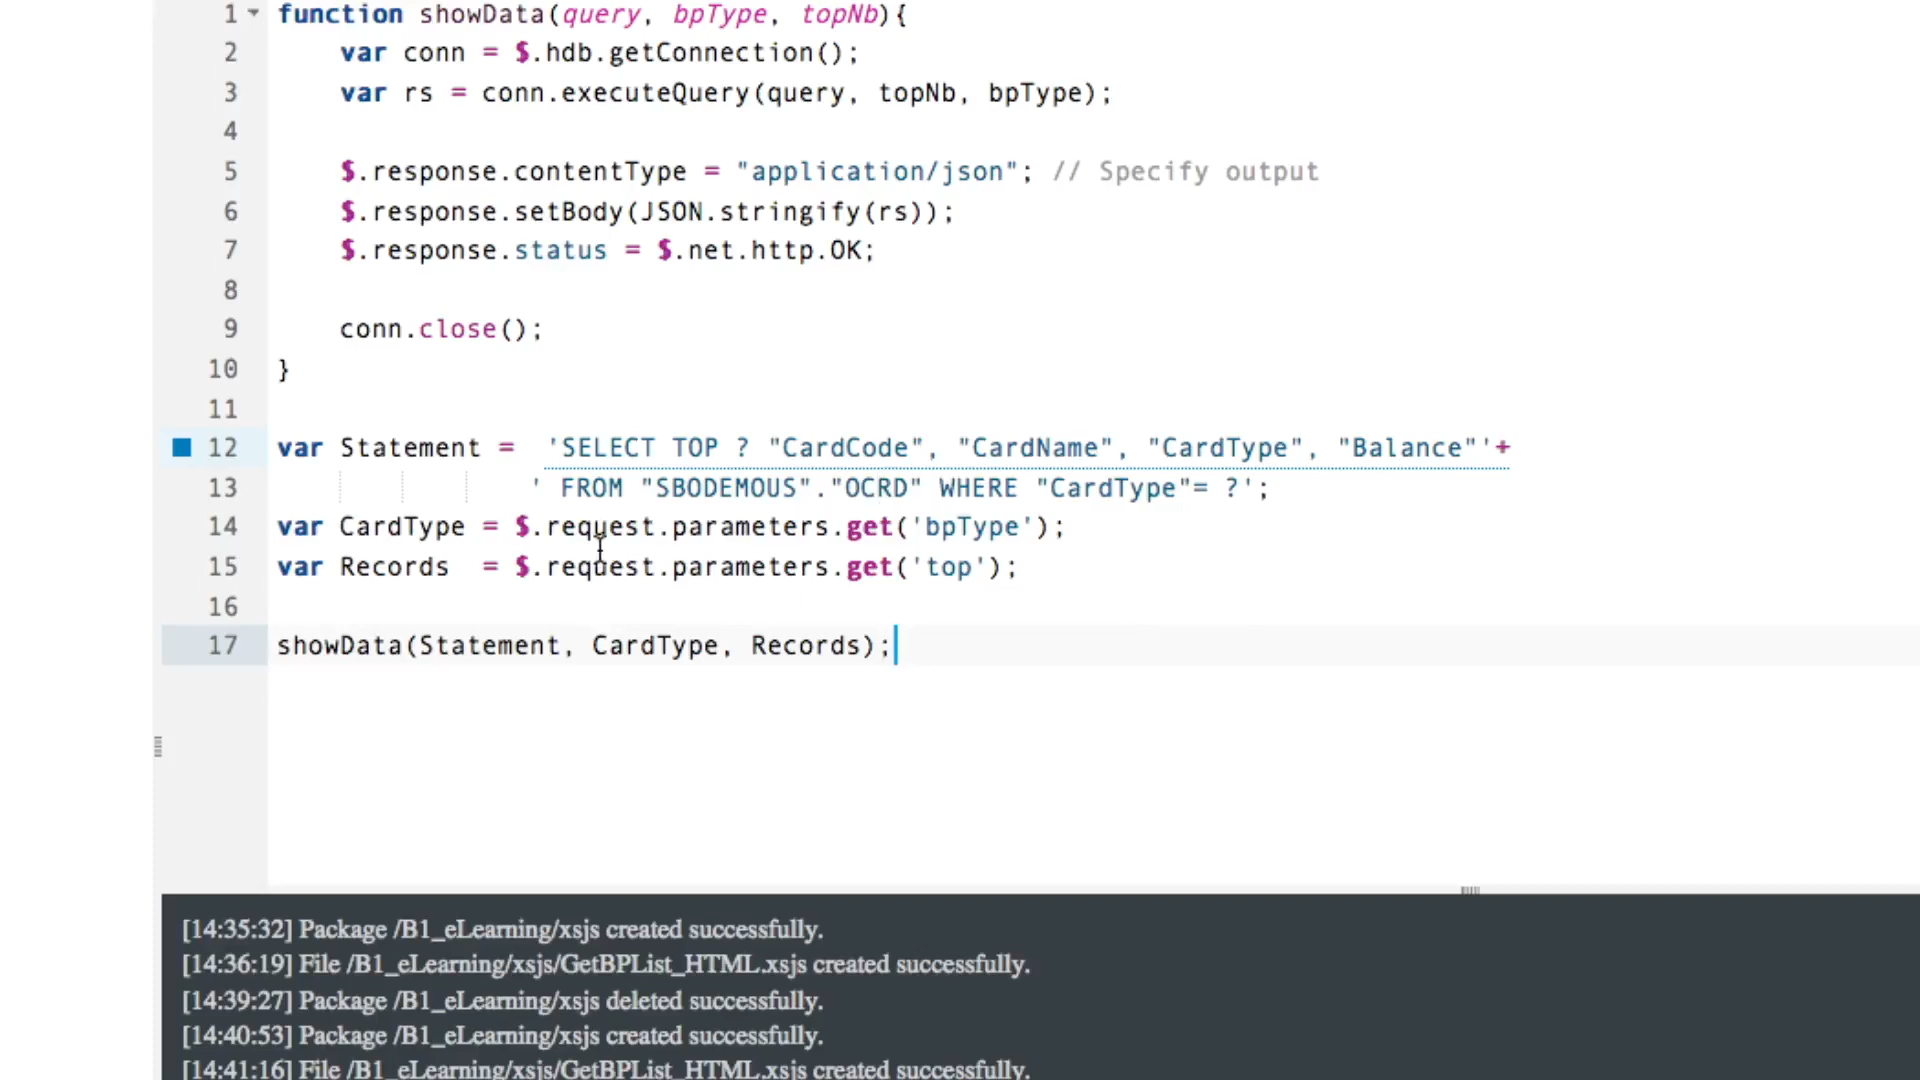 1 function showData(query, bpType, topNb){
2 var conn = $.hdb.getConnection();
3 var rs = conn.executeQuery(query, topNb, bpType);
4
5 $.response.contentType = "application/json"; // Specify output
6 $.response.setBody(JSON.stringify(rs));
7 $.response.status = $.net.http.OK;
8
9 conn.close();
10 }
11
12 var Statement = 'SELECT TOP ? "CardCode", "CardName", "CardType", "Balance"'+
13 ' FROM "SBODEMOUS"."OCRD" WHERE "CardType"= ?';
14 var CardType = $.request.parameters.get('bpType');
15 var Records = $.request.parameters.get('top');
16
17 showData(Statement, CardType, Records);
[14:35:32] Package /B1_eLearning/xsjs created successfully.
[14:36:19] File /B1_eLearning/xsjs/GetBPList_HTML.xsjs created successfully.
[14:39:27] Package /B1_eLearning/xsjs deleted successfully.
[14:40:53] Package /B1_eLearning/xsjs created successfully.
[14:41:16] File /B1_eLearning/xsjs/GetBPList_HTML.xsjs created successfully.